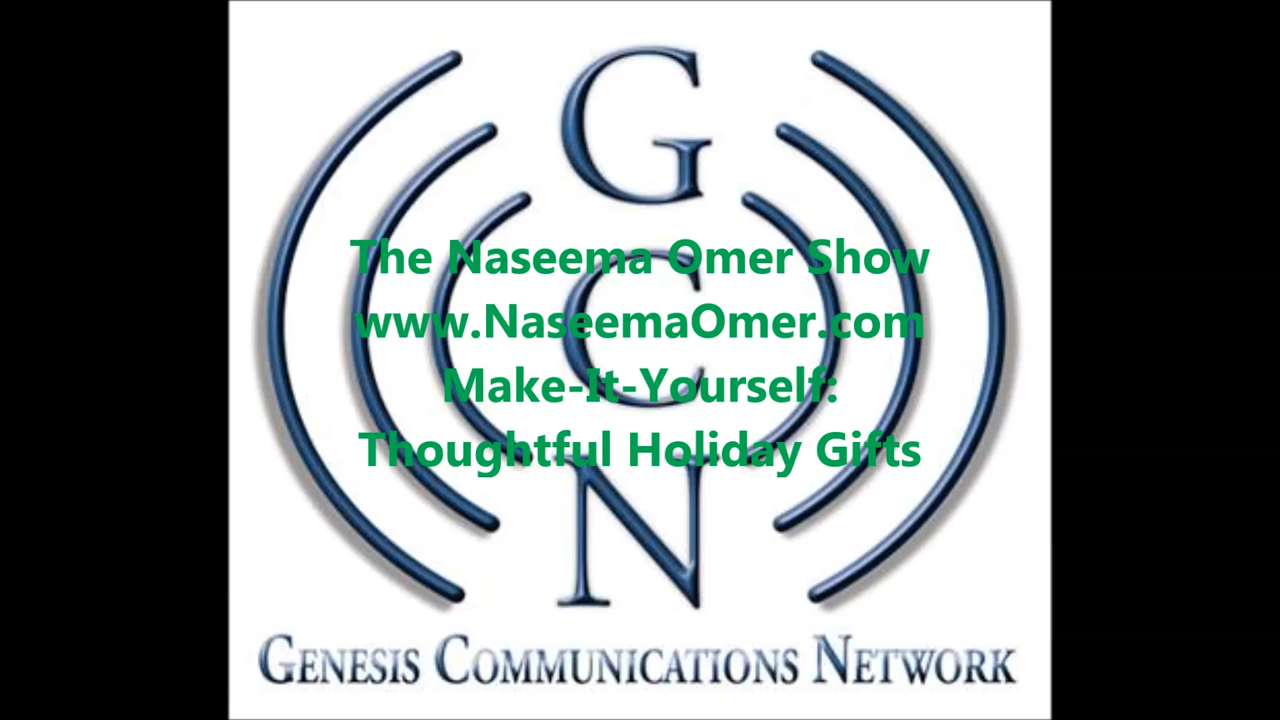 G
The Naseema Omer Show
C
www.NaseemaOmer.com
Make-It-Yourself:
Thoughtful Holiday Gifts
N
GENESIS COMMUNICATIONS NETWORK